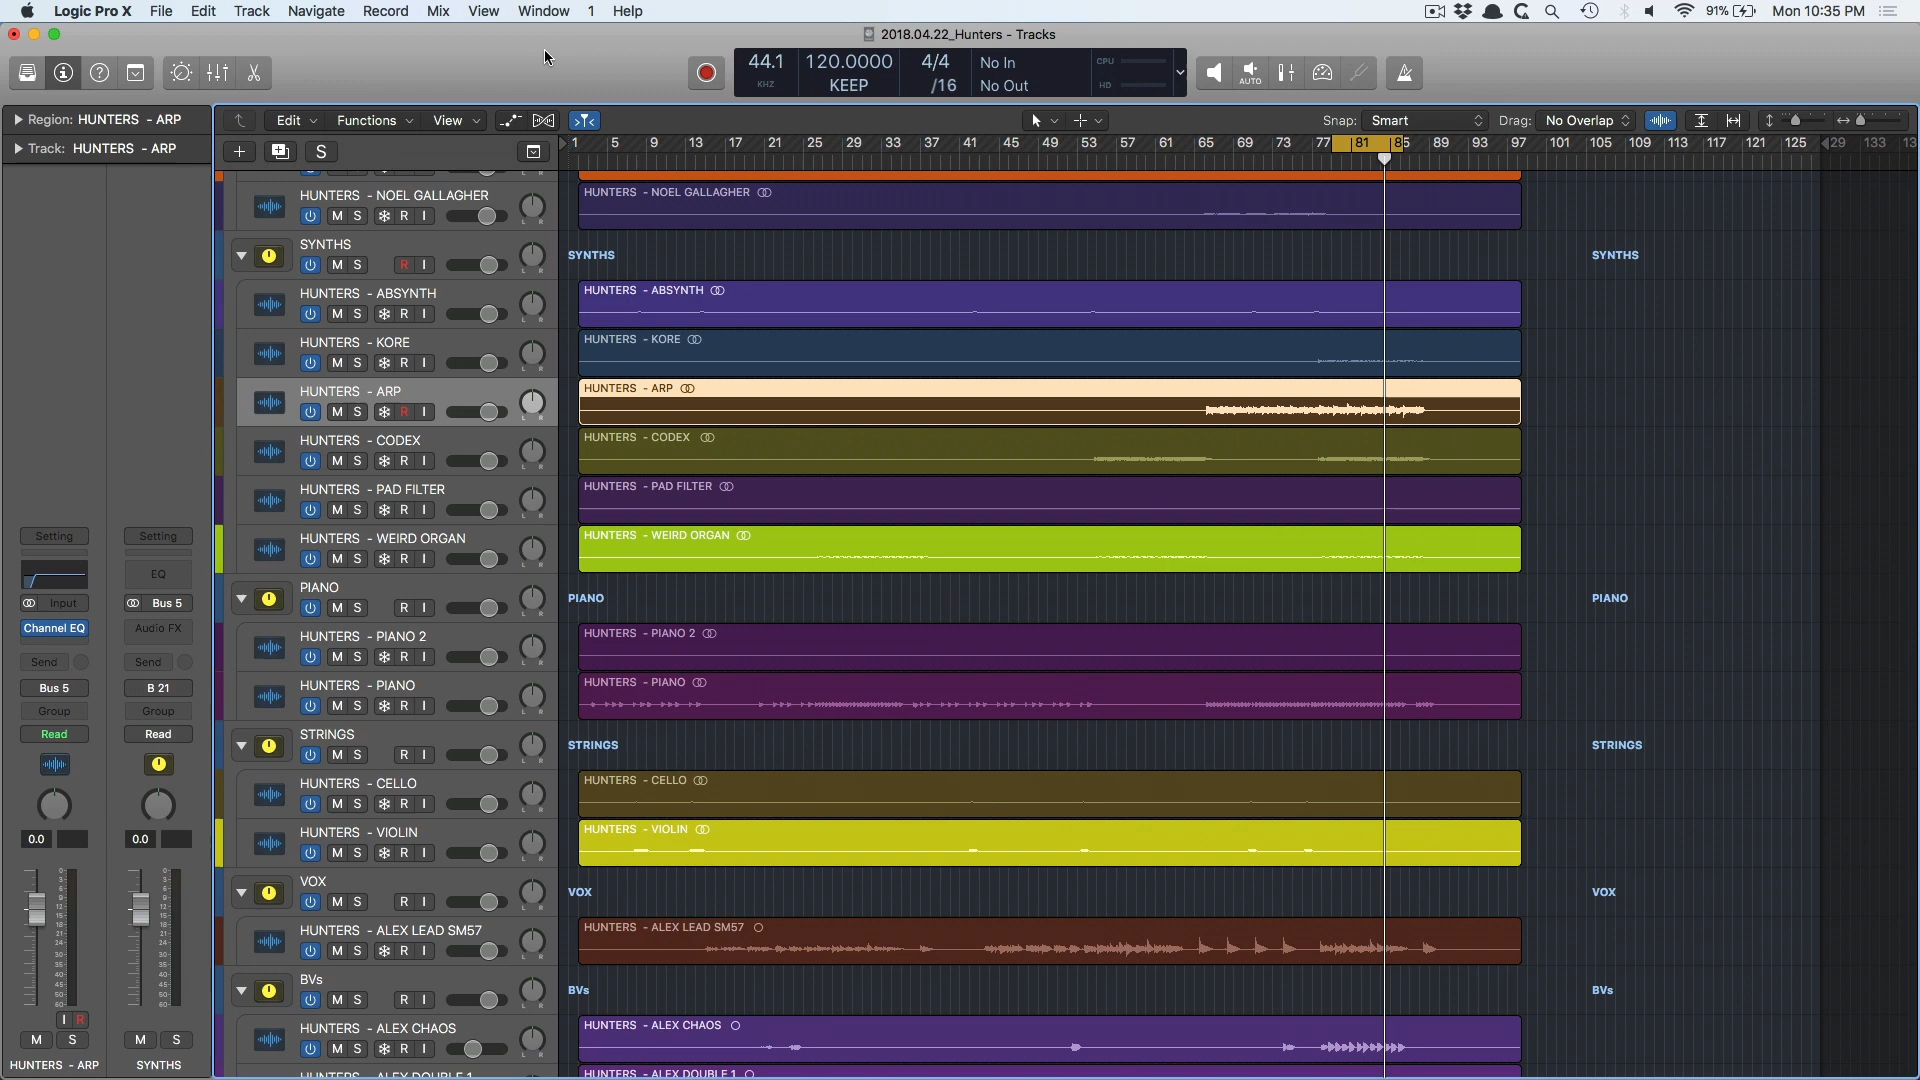 Logic Pro X File Edit Track Navigate Record Mix View Window 1 Help 91% Mon 10:35 PM
2018.04.22_Hunters - Tracks
44.1 120.0000 4/4 No In CPU
KHZ KEEP /16 No Out HD AUTO
Region: HUNTERS - ARP
Track: HUNTERS - ARP
Edit Functions View Snap: Smart Drag: No Overlap
S 1 5 9 13 17 21 25 29 33 37 41 45 49 53 57 61 65 69 73 77 81 85 89 93 97 101 105 109 113 117 121 125 129 133 13
HUNTERS - NOEL GALLAGHER HUNTERS - NOEL GALLAGHER
M S R I L R
SYNTHS SYNTHS SYNTHS
M S R I L R
HUNTERS - ABSYNTH HUNTERS - ABSYNTH
M S R I L R
HUNTERS - KORE HUNTERS - KORE
M S R I L R
HUNTERS - ARP HUNTERS - ARP
M S R I L R
HUNTERS - CODEX HUNTERS - CODEX
M S R I L R
HUNTERS - PAD FILTER HUNTERS - PAD FILTER
M S R I L R
HUNTERS - WEIRD ORGAN HUNTERS - WEIRD ORGAN
M S R I L R
PIANO PIANO PIANO
M S R I L R
HUNTERS - PIANO 2 HUNTERS - PIANO 2
M S R I L R
HUNTERS - PIANO HUNTERS - PIANO
M S R I L R
STRINGS STRINGS STRINGS
M S R I L R
HUNTERS - CELLO HUNTERS - CELLO
M S R I L R
HUNTERS - VIOLIN HUNTERS - VIOLIN
M S R I L R
VOX VOX VOX
M S R I L R
HUNTERS - ALEX LEAD SM57 HUNTERS - ALEX LEAD SM57
M S R I L R
BVs BVs BVs
M S R I L R
HUNTERS - ALEX CHAOS HUNTERS - ALEX CHAOS
M S R I L R
HUNTERS - ALEX DOUBLE 1 HUNTERS - ALEX DOUBLE 1
Setting Setting
EQ
Input Bus 5
Channel EQ Audio FX
Send Send
Bus 5 B 21
Group Group
Read Read
0.0 0.0
I R
M S M S
HUNTERS - ARP SYNTHS